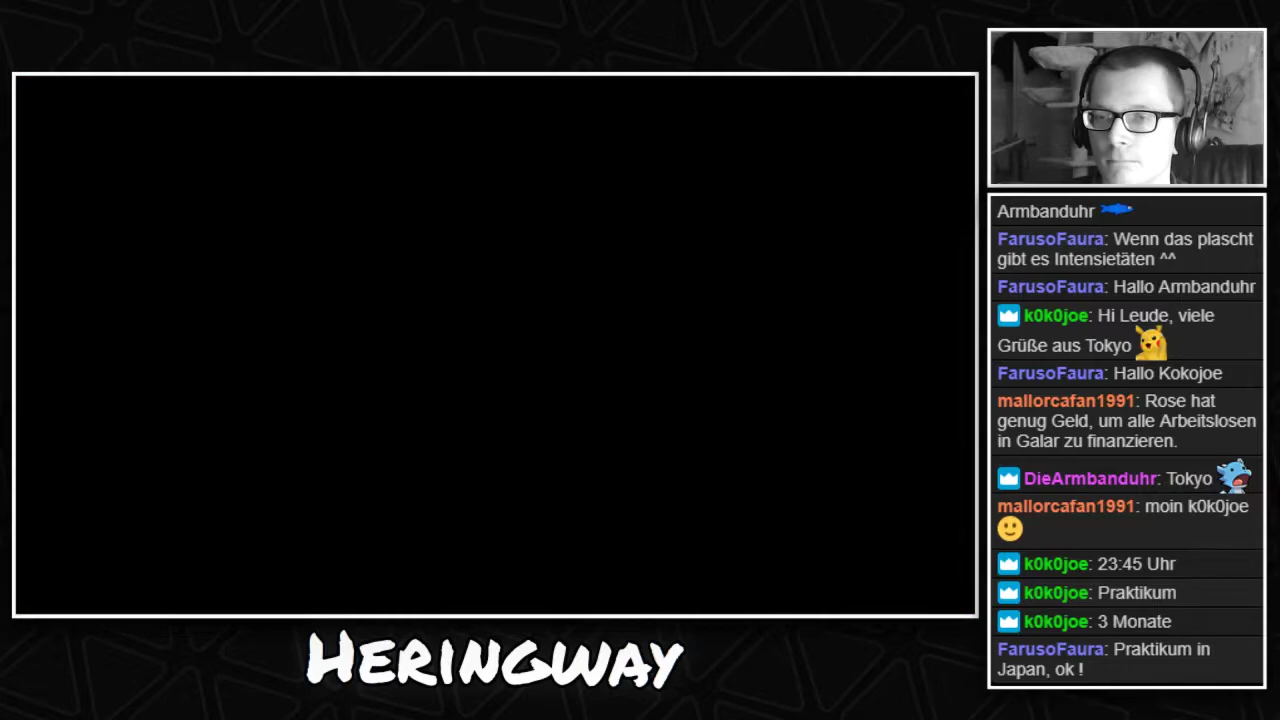 Armbanduhr
FarusoFaura: Wenn das plascht
gibt es Intensietäten ^^
FarusoFaura: Hallo Armbanduhr
k0k0joe: Hi Leude, viele
Grüße aus Tokyo
FarusoFaura: Hallo Kokojoe
mallorcafan1991: Rose hat
genug Geld, um alle Arbeitslosen
in Galar zu finanzieren.
DieArmbanduhr: Tokyo
mallorcafan1991: moin k0k0joe
k0k0joe: 23:45 Uhr
k0k0joe: Praktikum
k0k0joe: 3 Monate
FarusoFaura: Praktikum in
Japan, ok !
HERINGWAY